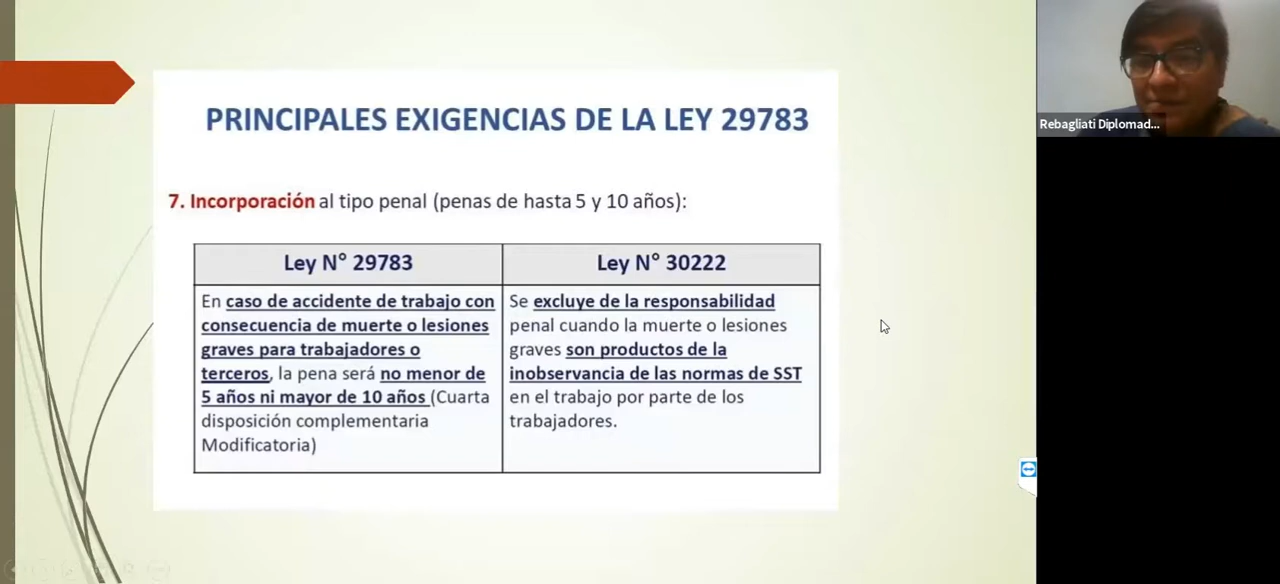 PRINCIPALES EXIGENCIAS DE LA LEY 29783
7. Incorporación al tipo penal (penas de hasta 5 y 10 años):
Ley N° 29783
En caso de accidente de trabajo con
consecuencia de muerte o lesiones
graves para trabajadores o
terceros, la pena será no menor de
5 años ni mayor de 10 años (Cuarta
disposición complementaria
Modificatoria)
Ley N° 30222
Se excluye de la responsabilidad
penal cuando la muerte o lesiones
graves son productos de la
inobservancia de las normas de SST
en el trabajo por parte de los
trabajadores.
Rebagliati Diplomad...